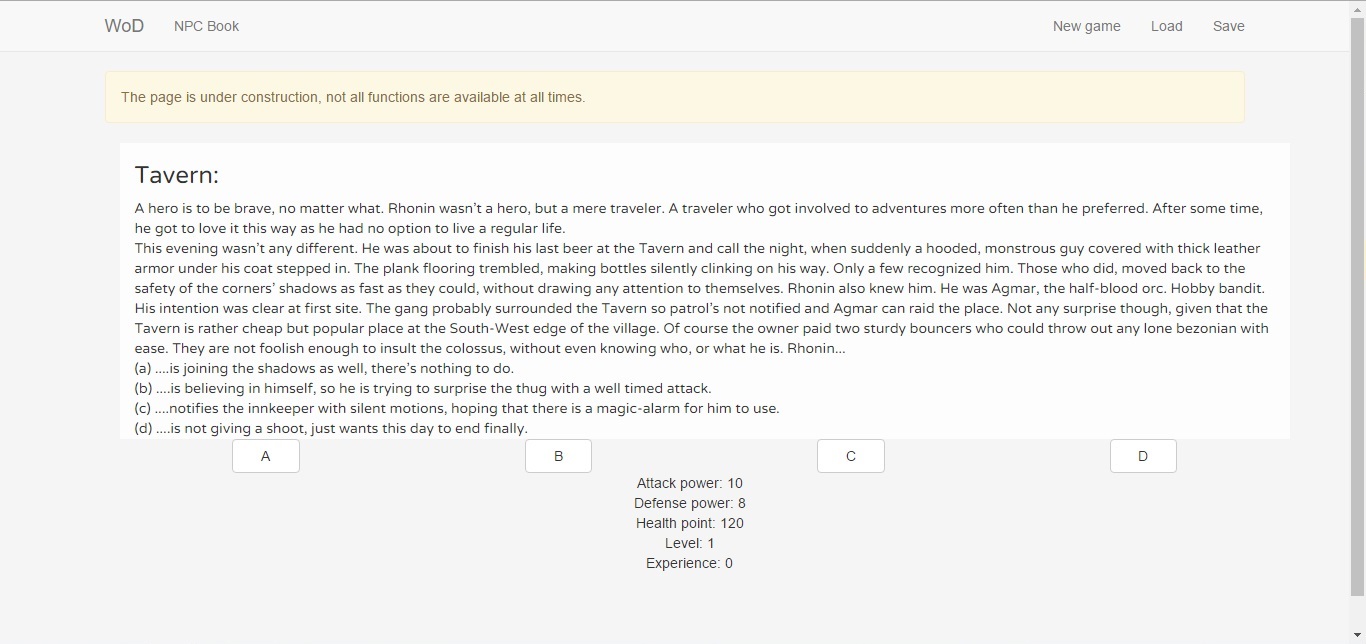 WoD NPC Book New game Load Save
The page is under construction, not all functions are available at all times.
Tavern:
A hero is to be brave, no matter what. Rhonin wasn't a hero, but a mere traveler. A traveler who got involved to adventures more often than he preferred. After some time,
he got to love it this way as he had no option to live a regular life.
This evening wasn't any different. He was about to finish his last beer at the Tavern and call the night, when suddenly a hooded, monstrous guy covered with thick leather
armor under his coat stepped in. The plank flooring trembled, making bottles silently clinking on his way. Only a few recognized him. Those who did, moved back to the
safety of the corners' shadows as fast as they could, without drawing any attention to themselves. Rhonin also knew him. He was Agmar, the half-blood orc. Hobby bandit.
His intention was clear at first site. The gang probably surrounded the Tavern so patrol's not notified and Agmar can raid the place. Not any surprise though, given that the
Tavern is rather cheap but popular place at the South-West edge of the village. Of course the owner paid two sturdy bouncers who could throw out any lone bezonian with
ease. They are not foolish enough to insult the colossus, without even knowing who, or what he is. Rhonin...
(a) ....is joining the shadows as well, there's nothing to do.
(b) ....is believing in himself, so he is trying to surprise the thug with a well timed attack.
(c) ....notifies the innkeeper with silent motions, hoping that there is a magic-alarm for him to use.
(d) ....is not giving a shoot, just wants this day to end finally.
A B C D
Attack power: 10
Defense power: 8
Health point: 120
Level: 1
Experience: 0